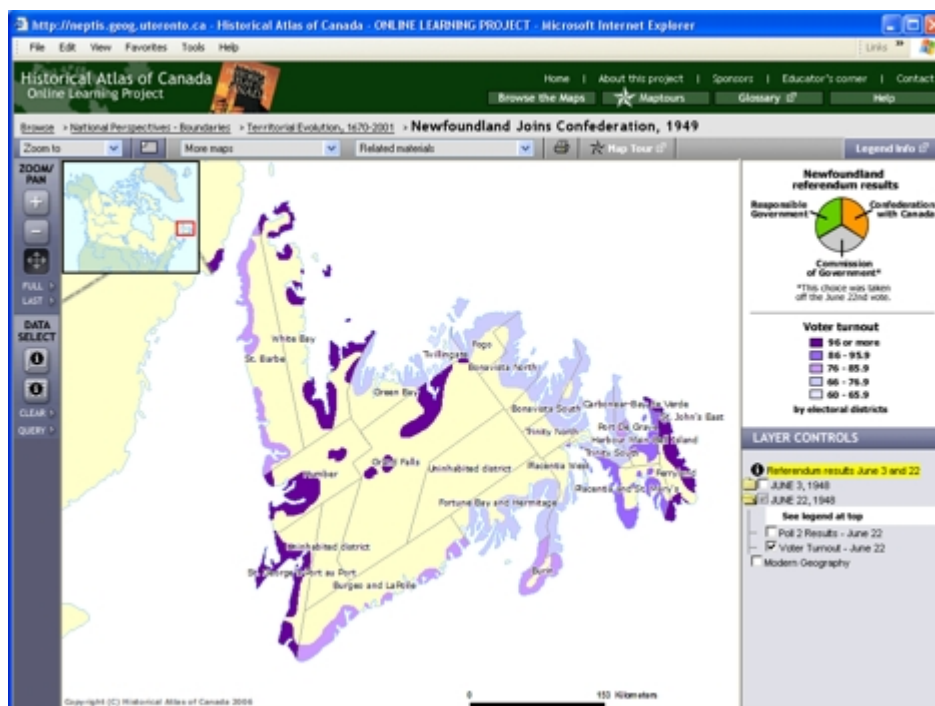 http://neptis.geog.utoronto.ca - Historical Atlas of Canada - ONLINE LEARNING PROJECT - Microsoft Internet Explorer
File Edit View Favorites Tools Help
Links »
Historical Atlas of Canada
Online Learning Project
Home | About this project | Sponsors | Educator's corner | Contact
Browse the Maps Maptours Glossary Help
Browse » National Perspectives - Boundaries » Territorial Evolution, 1670-2001 » Newfoundland Joins Confederation, 1949
Zoom to More maps Related materials Map Tour Legend Info
ZOOM/
PAN
FULL
LAST
DATA
SELECT
CLEAR
QUERY
White Bay
St. Barbe
Fogo
Twillingate
Bonavista North
Green Bay
Bonavista South
Carbonear-Bay De Verde
St. John's East
Port De Grave
Trinity North
Harbour Main-Bell Island
Trinity South
Grand Falls
Humber
Uninhabited district
Placentia West
Ferryland
Placentia and St. Mary's
Fortune Bay and Hermitage
Uninhabited district
St. George's-Port au Port
Burin
Burgeo and LaPoile
Copyright (C) Historical Atlas of Canada 2006
0 150 Kilometers
Newfoundland
referendum results
Responsible
Government
Confederation
with Canada
Commission
of Government*
*This choice was taken
off the June 22nd vote.
Voter turnout
96 or more
86 - 95.9
76 - 85.9
66 - 75.9
60 - 65.9
by electoral districts
LAYER CONTROLS
Referendum results June 3 and 22
JUNE 3, 1948
JUNE 22, 1948
See legend at top
Poll 2 Results - June 22
Voter Turnout - June 22
Modern Geography